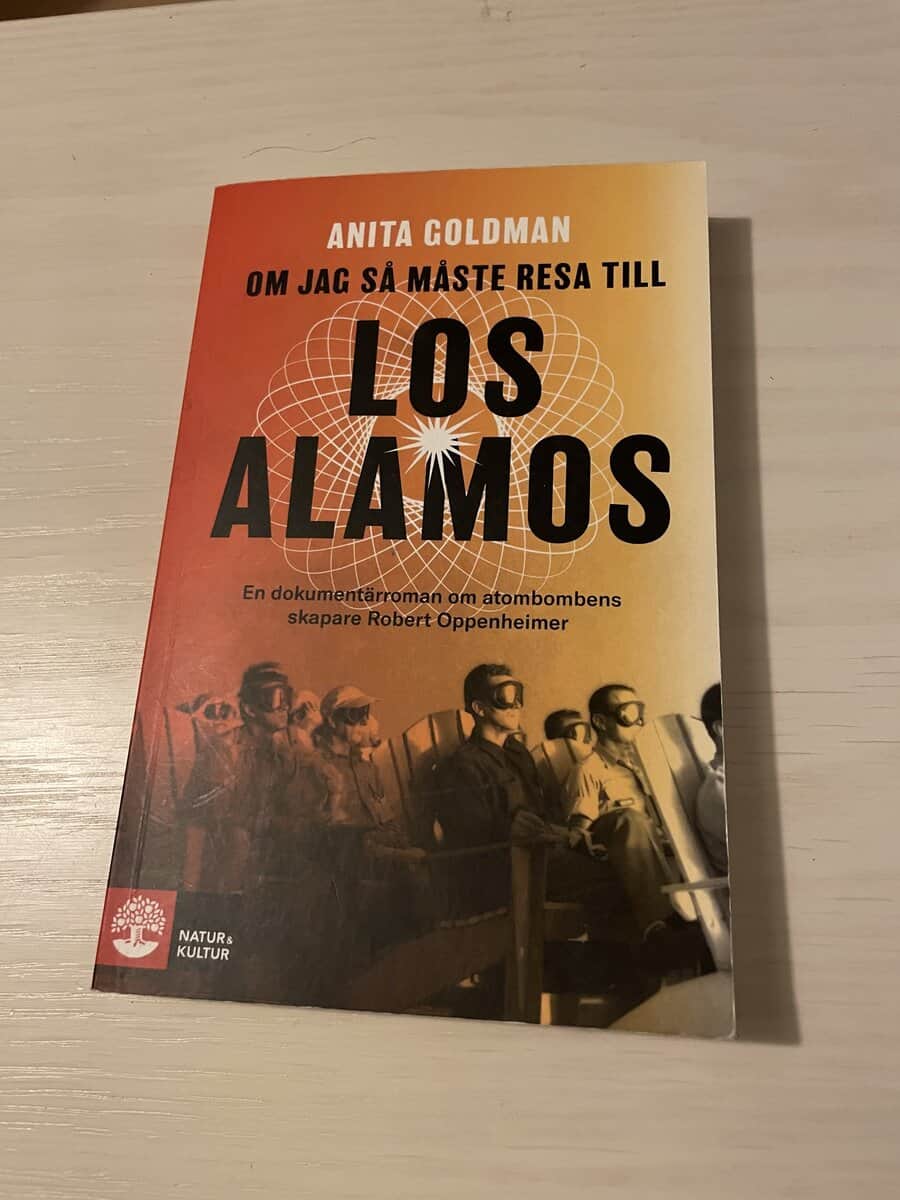 ANITA GOLDMAN
OM JAG SÅ MÅSTE RESA TILL
LOS
ALAMOS
En dokumentärroman om atombombens
skapare Robert Oppenheimer
NATUR &
KULTUR